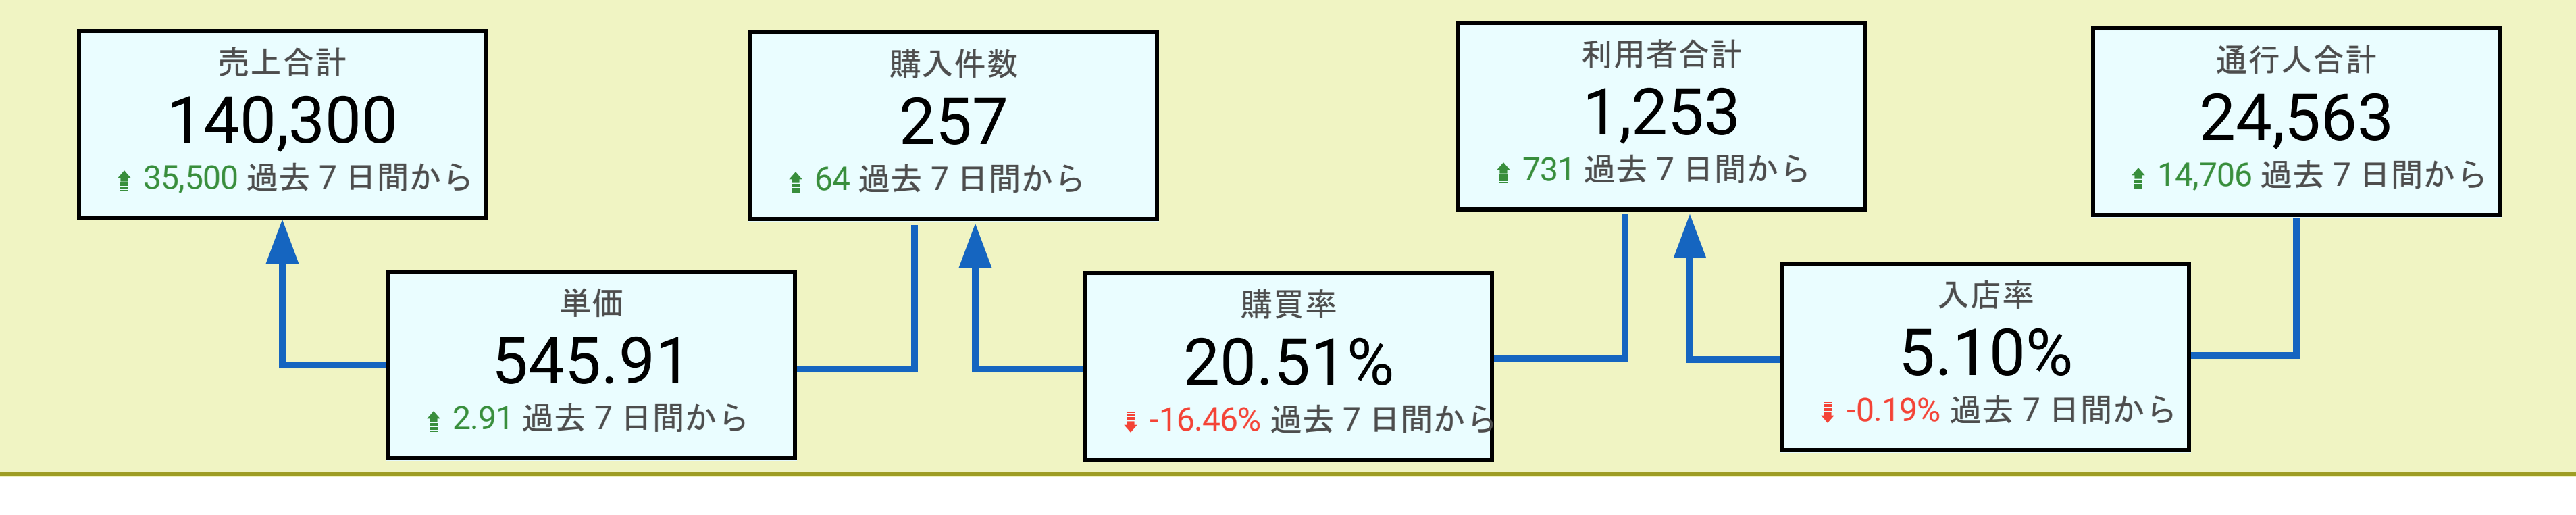 売上合計
140,300
35,500 過去 7 日間から
購入件数
257
64 過去 7 日間から
利用者合計
1,253
731 過去 7 日間から
通行人合計
24,563
14,706 過去 7 日間から
単価
545.91
2.91 過去 7 日間から
購買率
20.51%
-16.46% 過去 7 日間から
入店率
5.10%
-0.19% 過去 7 日間から